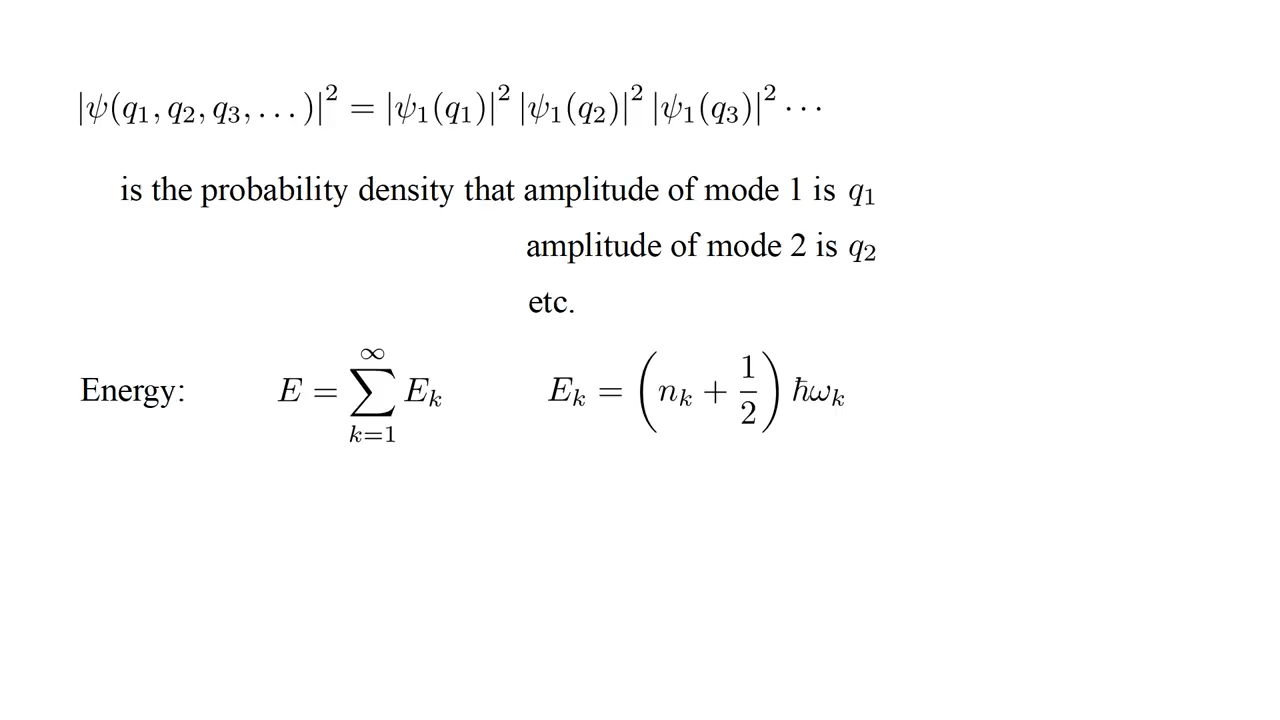 |ψ(q₁, q₂, q₃, . . . )|² = |ψ₁(q₁)|² |ψ₁(q₂)|² |ψ₁(q₃)|² · · ·
is the probability density that amplitude of mode 1 is q₁
amplitude of mode 2 is q₂
etc.
Energy: E = ∑_{k=1}^{∞} E_k E_k = (n_k + 1/2) ħω_k